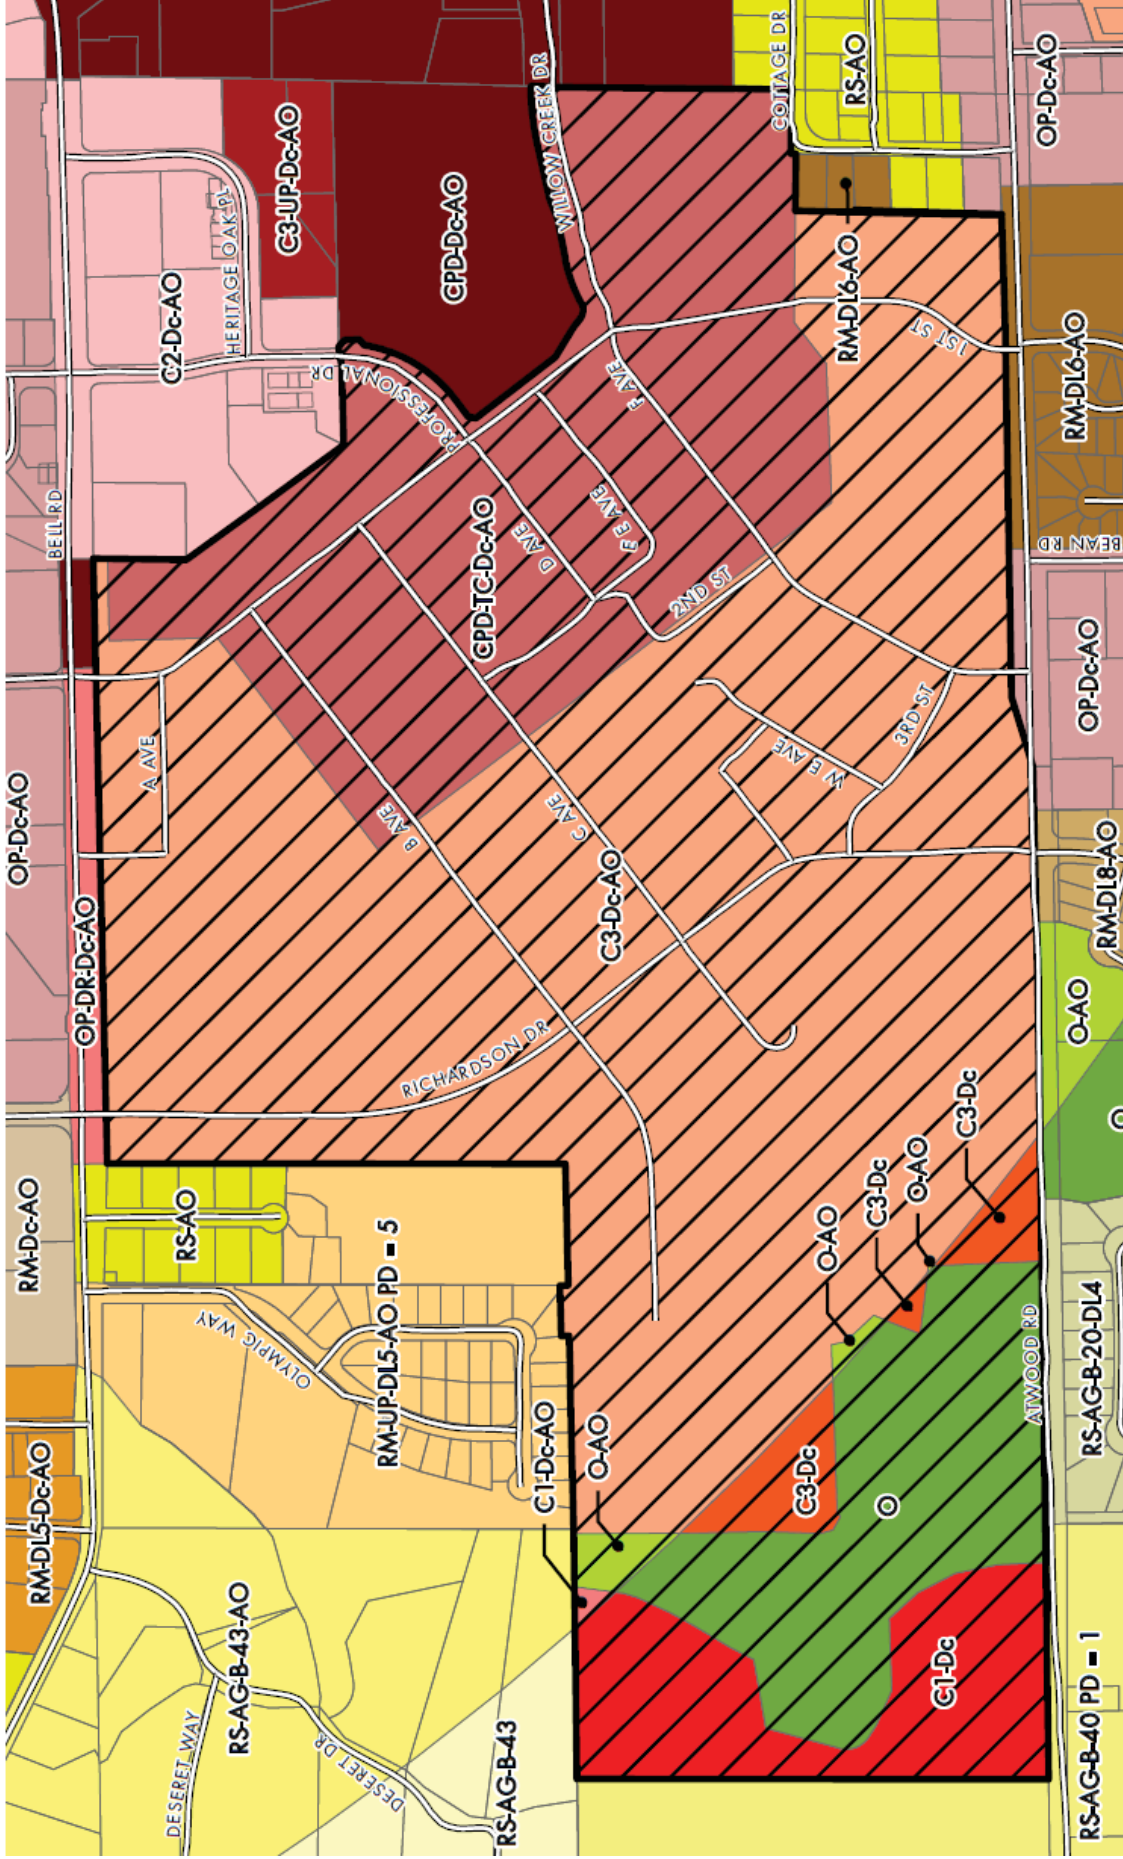 BELL RD
HERITAGE OAK PL
C2-Dc-AO
C3-UP-Dc-AO
CPD-Dc-AO
WILLOW CREEK DR
COTTAGE DR
RS-AO
OP-Dc-AO
PROFESSIONAL DR
RM-DL6-AO
1ST ST
RM-DL6-AO
F AVE
E E AVE
D AVE
CPD-TC-Dc-AO
2ND ST
BEAN RD
OP-Dc-AO
3RD ST
W E AVE
A AVE
B AVE
C AVE
C3-Dc-AO
OP-Dc-AO
OP-DR-Dc-AO
RM-DL8-AO
O-AO
O
RICHARDSON DR
RM-Dc-AO
RS-AO
RM-UP-DL5-AO PD = 5
OLYMPIC WAY
C3-Dc
O-AO
C3-Dc
O-AO
ATWOOD RD
RS-AG-B-20-DL4
C1-Dc-AO
O-AO
C3-Dc
O
RM-DL5-Dc-AO
RS-AG-B-43-AO
DESERET WAY
DESERET DR
RS-AG-B-43
C1-Dc
RS-AG-B-40 PD = 1